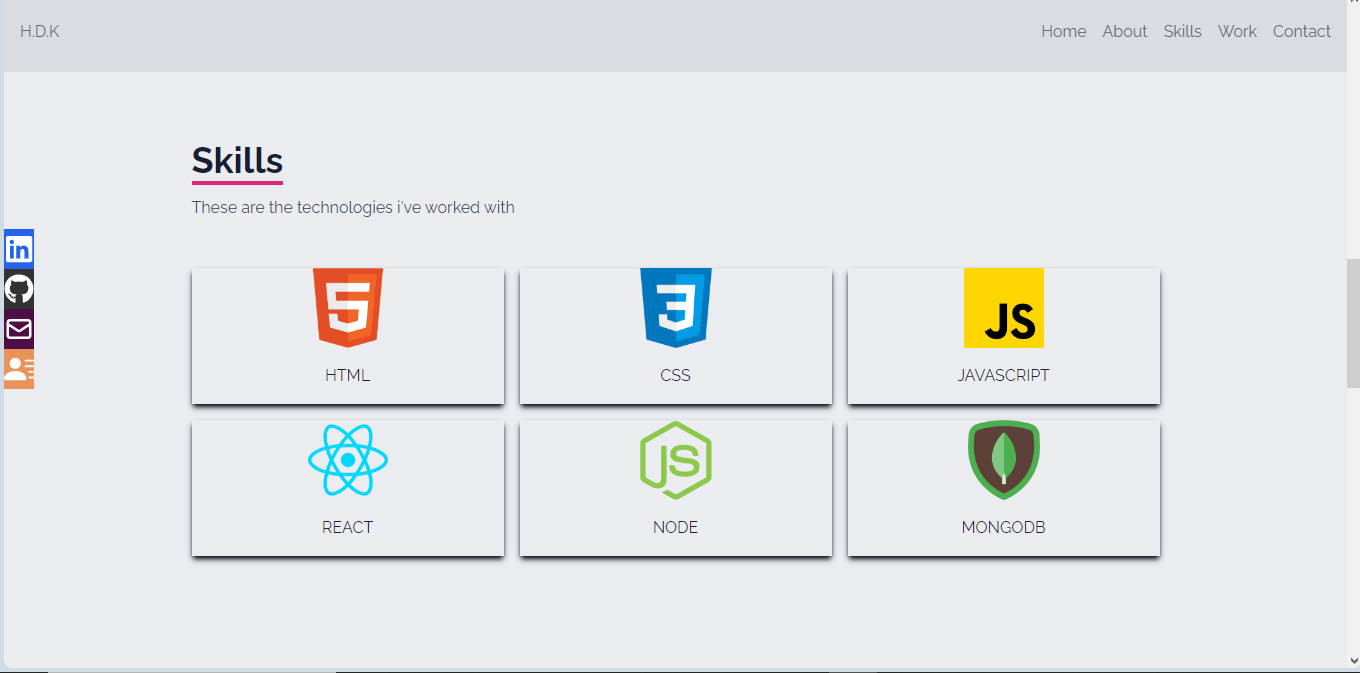 H.D.K
Home About Skills Work Contact
Skills
These are the technologies i've worked with
in
5
3
JS
HTML
CSS
JAVASCRIPT
JS
REACT
NODE
MONGODB